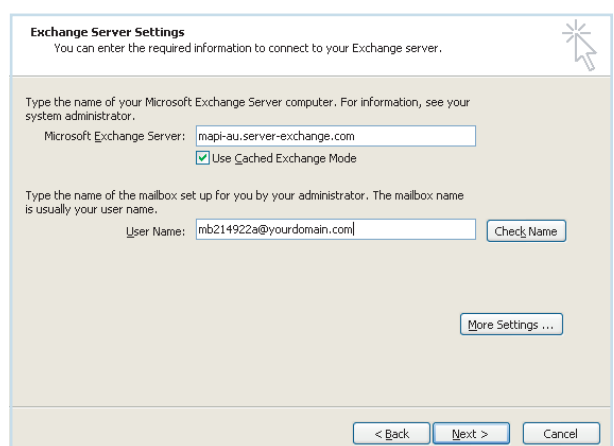 Exchange Server Settings
You can enter the required information to connect to your Exchange server.
Type the name of your Microsoft Exchange Server computer. For information, see your
system administrator.
Microsoft Exchange Server: mapi-au.server-exchange.com
Use Cached Exchange Mode
Type the name of the mailbox set up for you by your administrator. The mailbox name
is usually your user name.
User Name: mb214922a@yourdomain.com Check Name
More Settings ...
< Back Next > Cancel